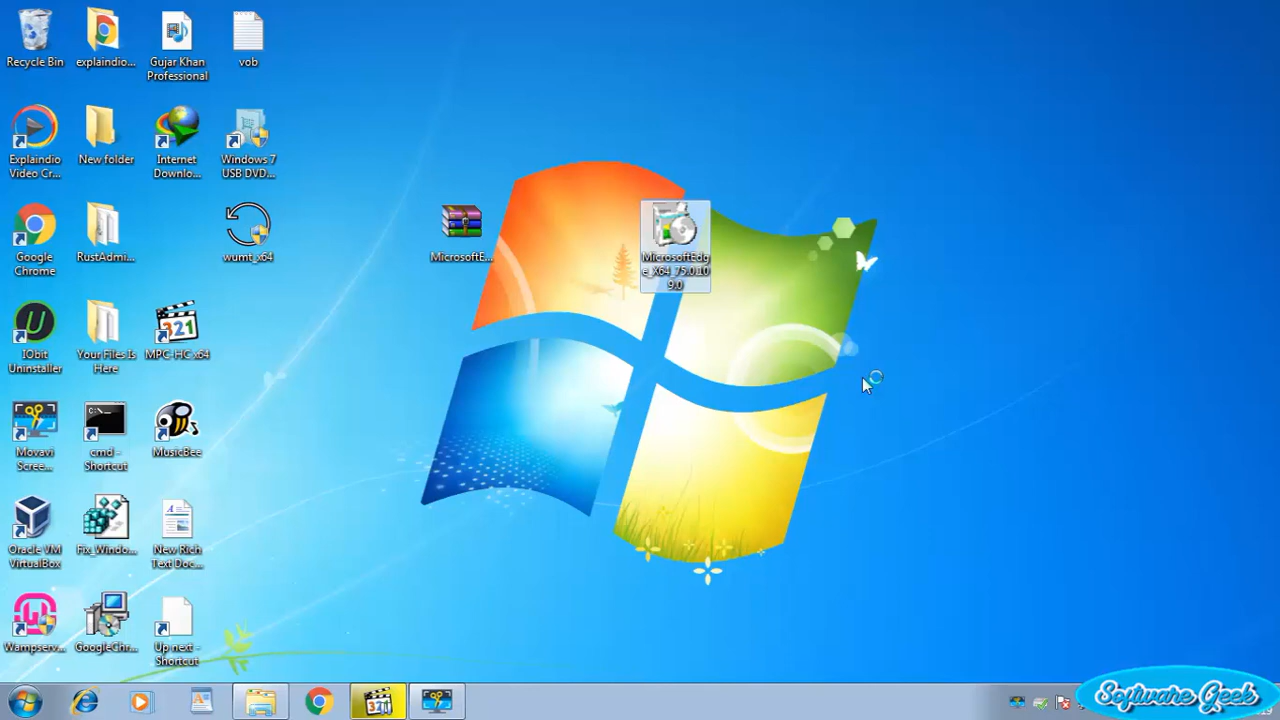 Recycle Bin
explaindio...
Gujar Khan
Professional
vob
Explaindio
Video Cr...
New folder
Internet
Downlo...
Windows 7
USB DVD...
Google
Chrome
RustAdmi...
wumt_x64
MicrosoftE...
MicrosoftEdg
e_X64_75.0.10
9.0
IObit
Uninstaller
Your Files Is
Here
321
MPC-HC x64
Movavi
Scree...
C:\_
cmd -
Shortcut
MusicBee
Oracle VM
VirtualBox
Fix_Windo...
New Rich
Text Doc...
Wampserv...
GoogleChr...
Up next -
Shortcut
321
Software Geek